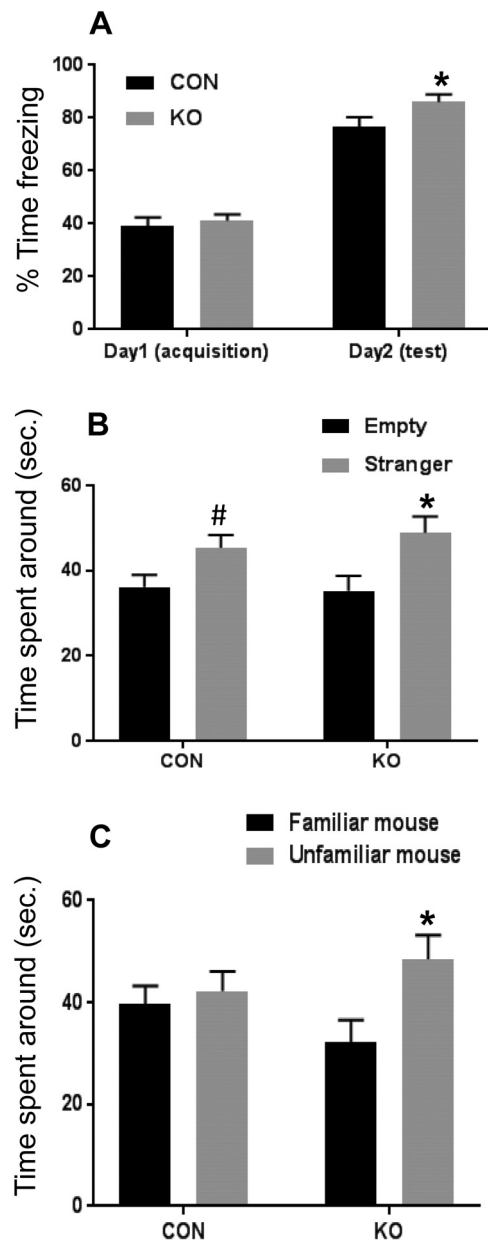 A
% Time freezing
100
80
60
40
20
0
CON
KO
*
Day1 (acquisition)
Day2 (test)
B
Empty
Stranger
Time spent around (sec.)
60
40
20
0
#
*
CON
KO
C
Familiar mouse
Unfamiliar mouse
Time spent around (sec.)
60
40
20
0
*
CON
KO